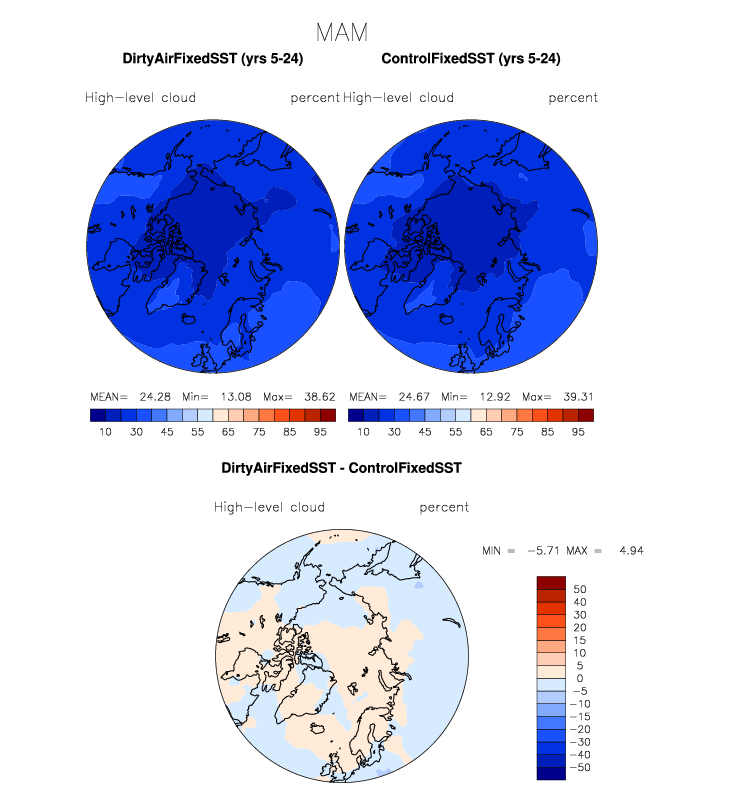 MAM
DirtyAirFixedSST (yrs 5-24) ControlFixedSST (yrs 5-24)
High-level cloud percent High-level cloud percent
MEAN= 24.28 Min= 13.08 Max= 38.62 MEAN= 24.67 Min= 12.92 Max= 39.31
10 30 45 55 65 75 85 95 10 30 45 55 65 75 85 95
DirtyAirFixedSST - ControlFixedSST
High-level cloud percent
MIN = -5.71 MAX = 4.94
50
40
30
20
15
10
5
0
-5
-10
-15
-20
-30
-40
-50